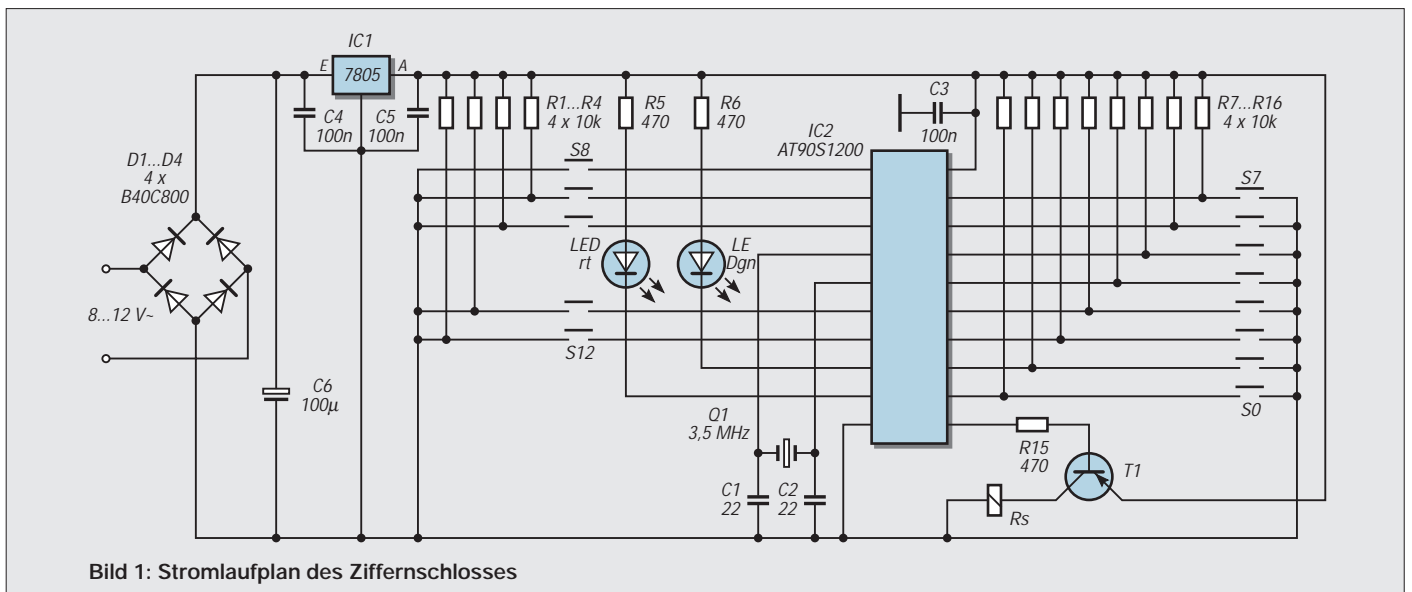 IC1
E
7805
A
C4
100n
C5
100n
R1...R4
4 x 10k
R5
470
R6
470
C3
100n
IC2
AT90S1200
R7...R16
4 x 10k
D1...D4
4 x
B40C800
S8
S7
LED
rt
LE
Dgn
8...12 V~
S12
C6
100µ
Q1
3,5 MHz
S0
R15
470
T1
C1
22
C2
22
Rs
Bild 1: Stromlaufplan des Ziffernschlosses